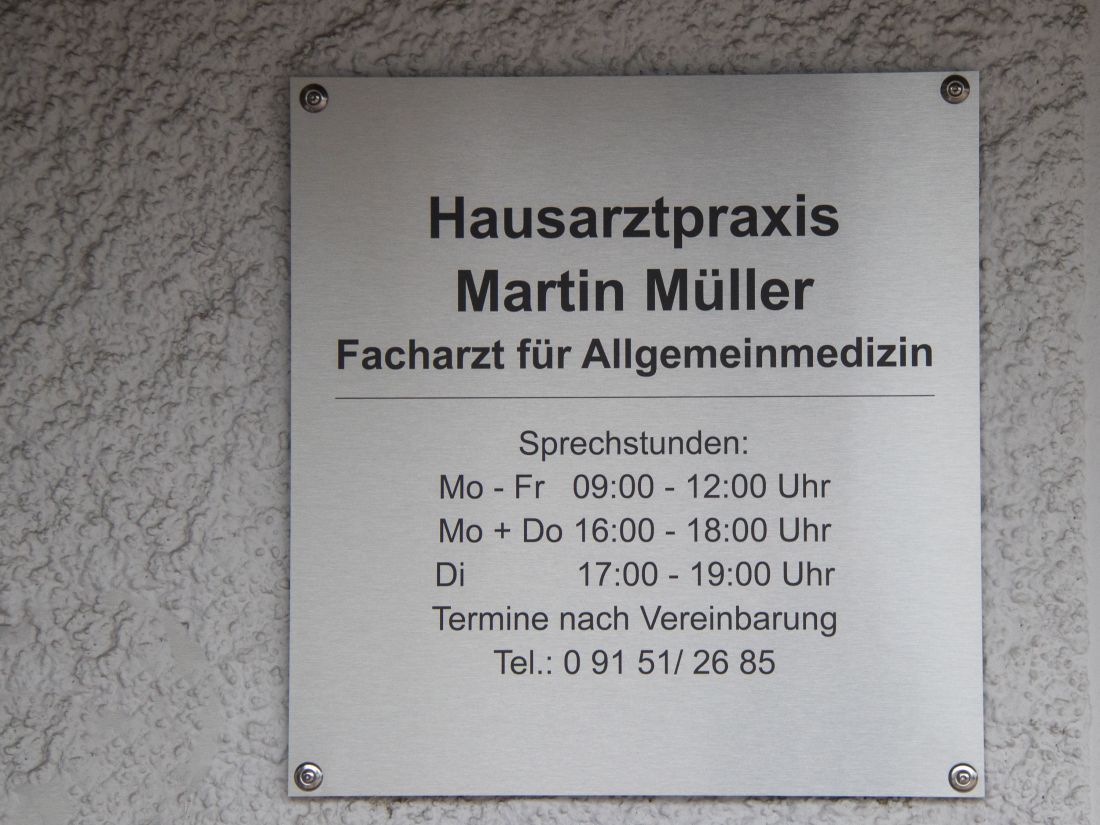 Hausarztpraxis
Martin Müller
Facharzt für Allgemeinmedizin
Sprechstunden:
Mo - Fr 09:00 - 12:00 Uhr
Mo + Do 16:00 - 18:00 Uhr
Di 17:00 - 19:00 Uhr
Termine nach Vereinbarung
Tel.: 0 91 51/ 26 85